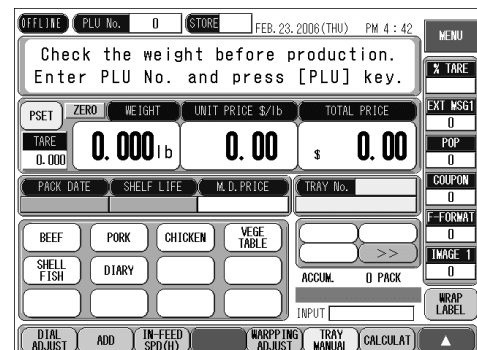 OFFLINE PLU No. 0 STORE FEB. 23. 2006(THU) PM 4 : 42 MENU
Check the weight before production.
Enter PLU No. and press [PLU] key.
% TARE
PSET ZERO WEIGHT UNIT PRICE $/lb TOTAL PRICE EXT MSG1
0
TARE 0.000 0.000 lb 0.00 $ 0.00 POP
0
PACK DATE SHELF LIFE M.D.PRICE TRAY No. COUPON
0
F-FORMAT
0
BEEF PORK CHICKEN VEGE TABLE >> IMAGE 1
0
SHELL FISH DIARY ACCUM. 0 PACK
INPUT WRAP LABEL
DIAL ADJUST ADD IN-FEED SPD(H) WARPPING ADJUST TRAY MANUAL CALCULAT ▲